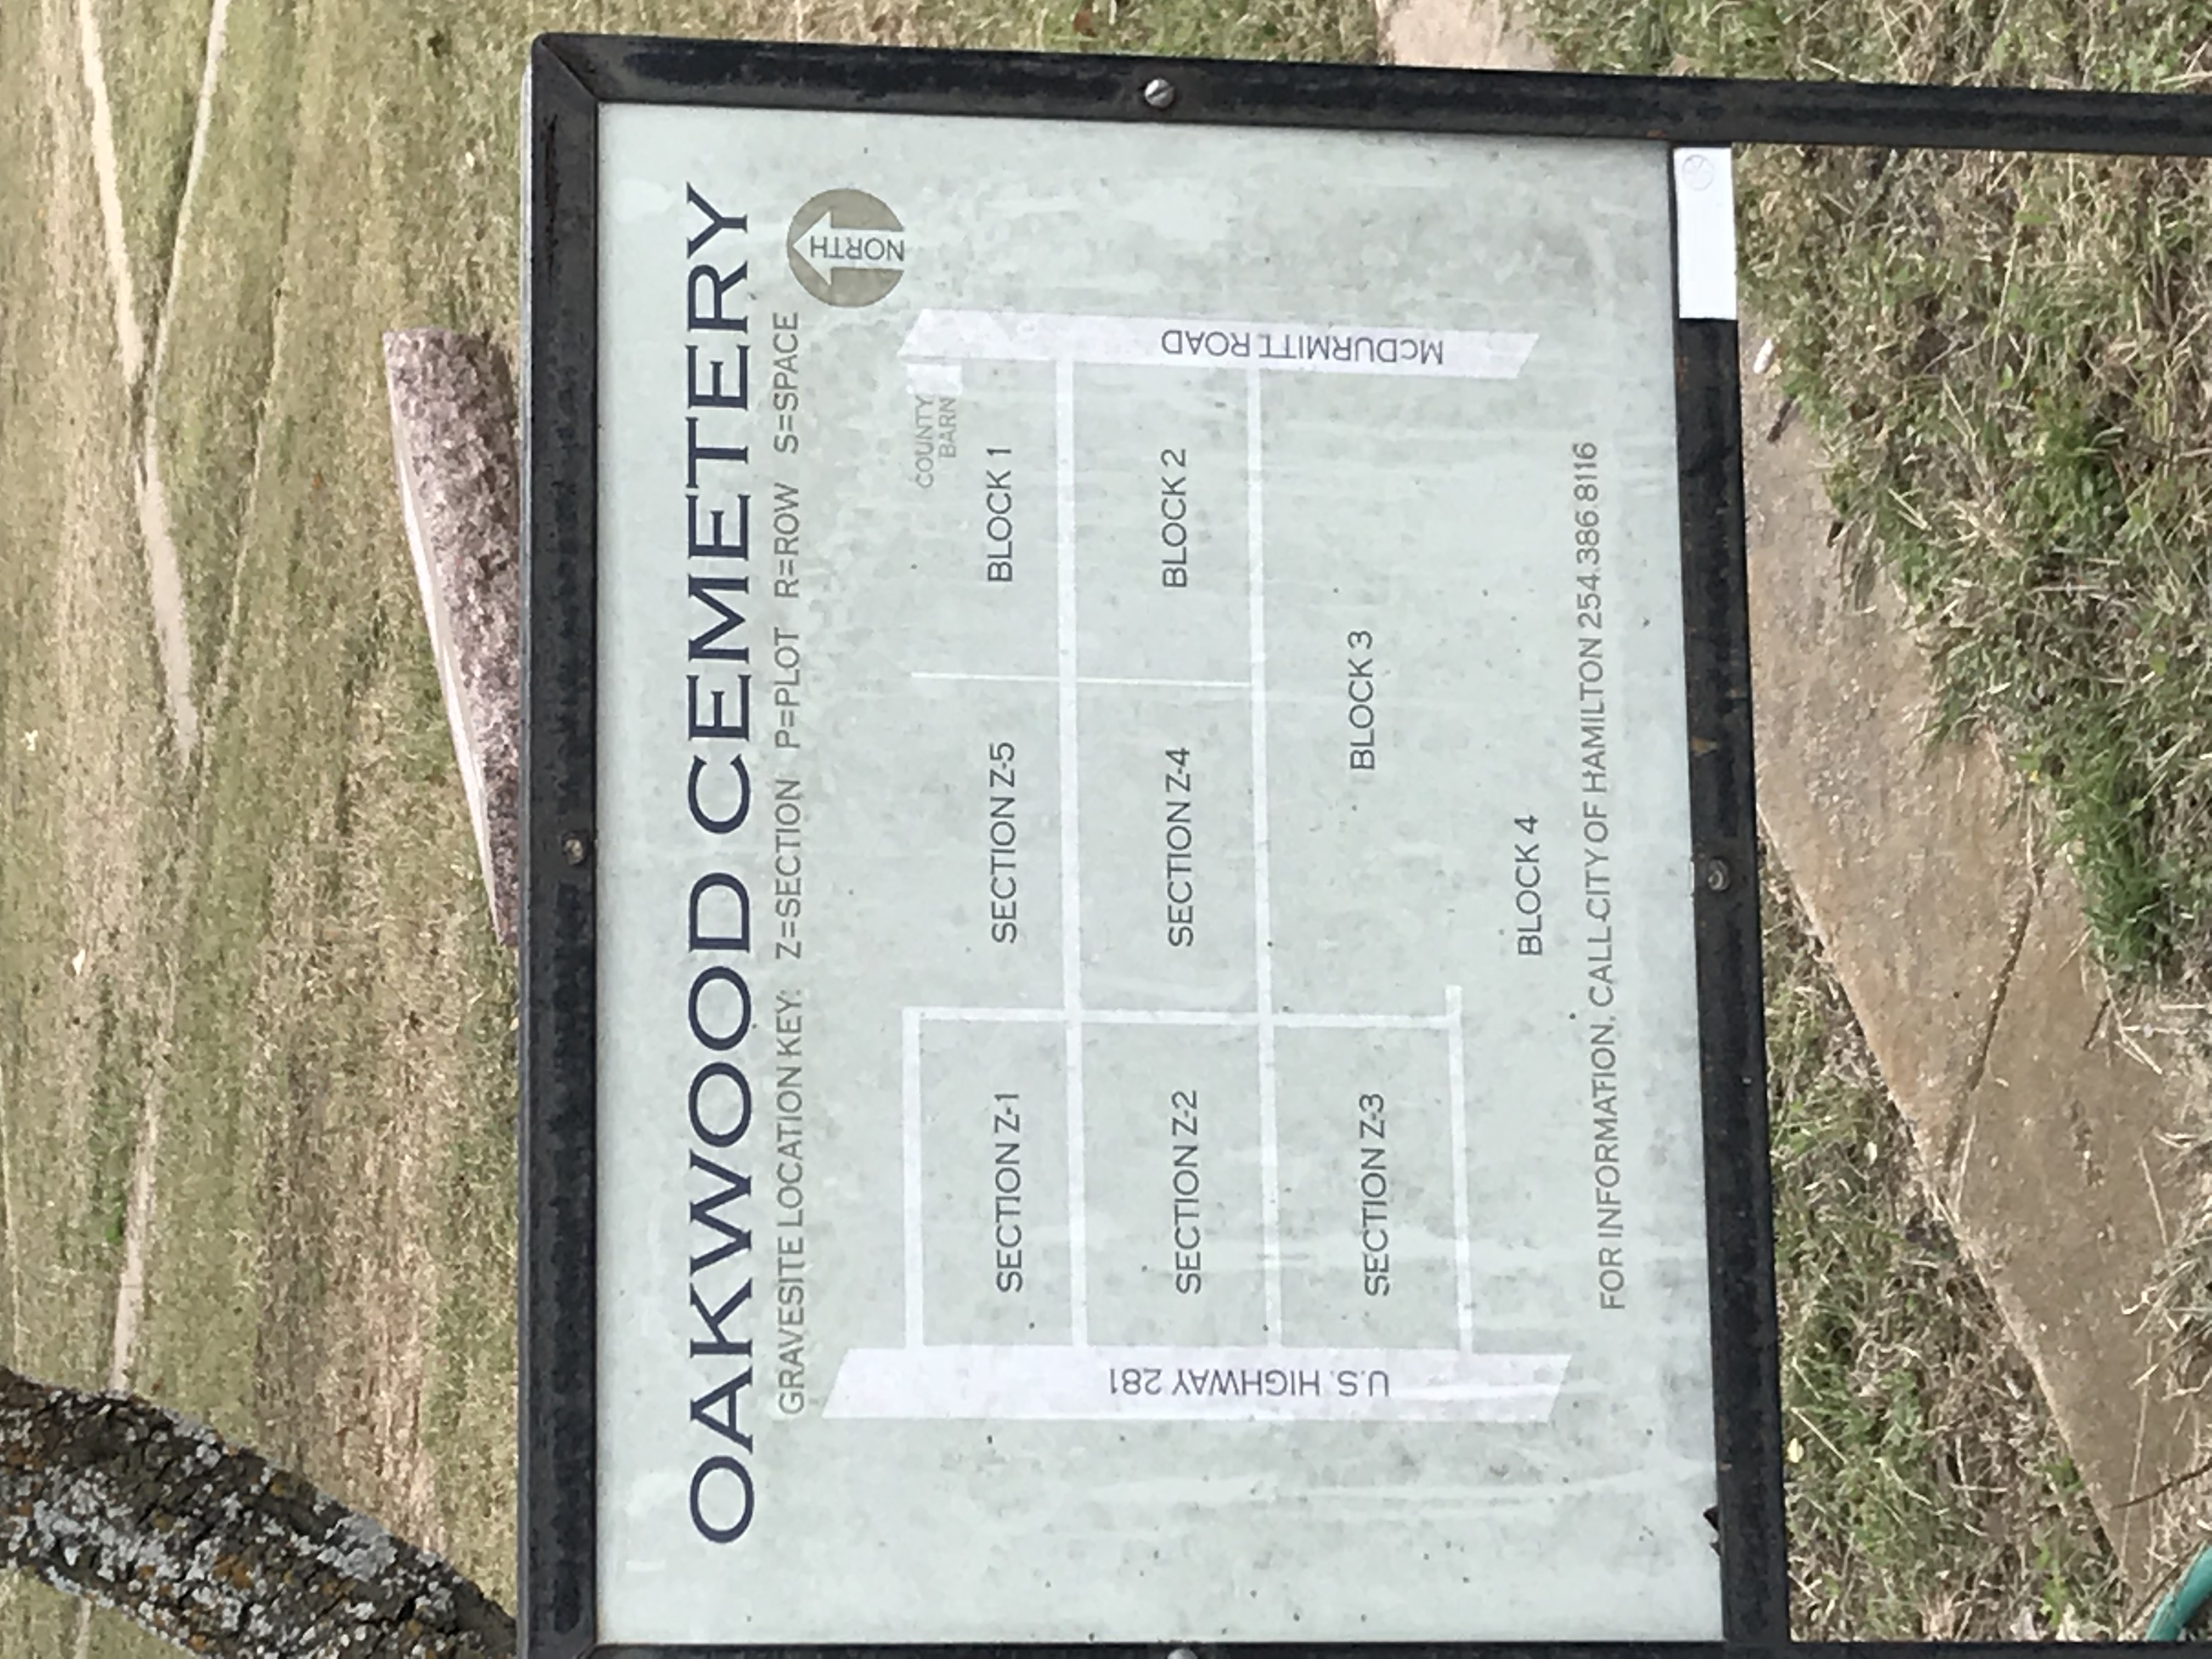 OAKWOOD CEMETERY
GRAVESITE LOCATION KEY: Z=SECTION P=PLOT R=ROW S=SPACE
NORTH
COUNTY
BARN
SECTION Z-1
SECTION Z-5
BLOCK 1
U.S. HIGHWAY 281
SECTION Z-2
SECTION Z-4
BLOCK 2
MCDURMITT ROAD
SECTION Z-3
BLOCK 3
BLOCK 4
FOR INFORMATION, CALL CITY OF HAMILTON 254.386.8116